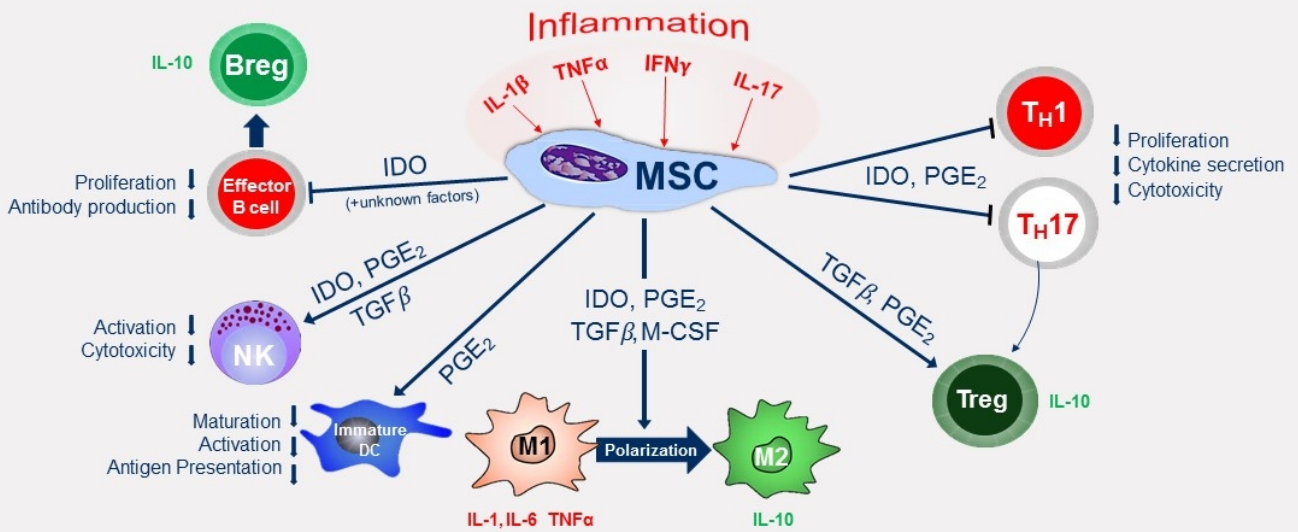 Inflammation
IL-1β
TNFα
IFNγ
IL-17
MSC
IL-10
Breg
Effector
B cell
Proliferation
Antibody production
IDO
(+unknown factors)
IDO, PGE₂
TGFβ
Activation
Cytotoxicity
NK
PGE₂
Maturation
Activation
Antigen Presentation
Immature
DC
IDO, PGE₂
TGFβ, M-CSF
M1
Polarization
M2
IL-1, IL-6 TNFα
IL-10
TGFβ, PGE₂
Treg
IL-10
IDO, PGE₂
T_H1
T_H17
Proliferation
Cytokine secretion
Cytotoxicity